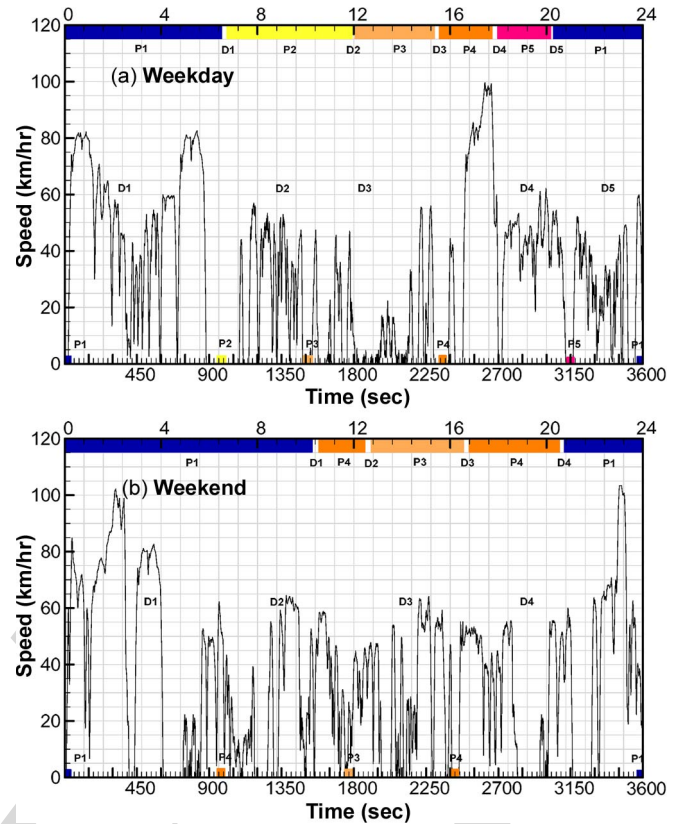 0 4 8 12 16 20 24
P1 D1 P2 D2 P3 D3 P4 D4 P5 D5 P1
120
(a) Weekday
100
80
60
40
20
0
Speed (km/hr)
D1 D2 D3 D4 D5
P1 P2 P3 P4 P5 P1
450 900 1350 1800 2250 2700 3150 3600
Time (sec)
0 4 8 12 16 20 24
P1 D1 P4 D2 P3 D3 P4 D4 P1
120
(b) Weekend
100
80
60
40
20
0
Speed (km/hr)
D1 D2 D3 D4
P1 P4 P3 P4 P1
450 900 1350 1800 2250 2700 3150 3600
Time (sec)